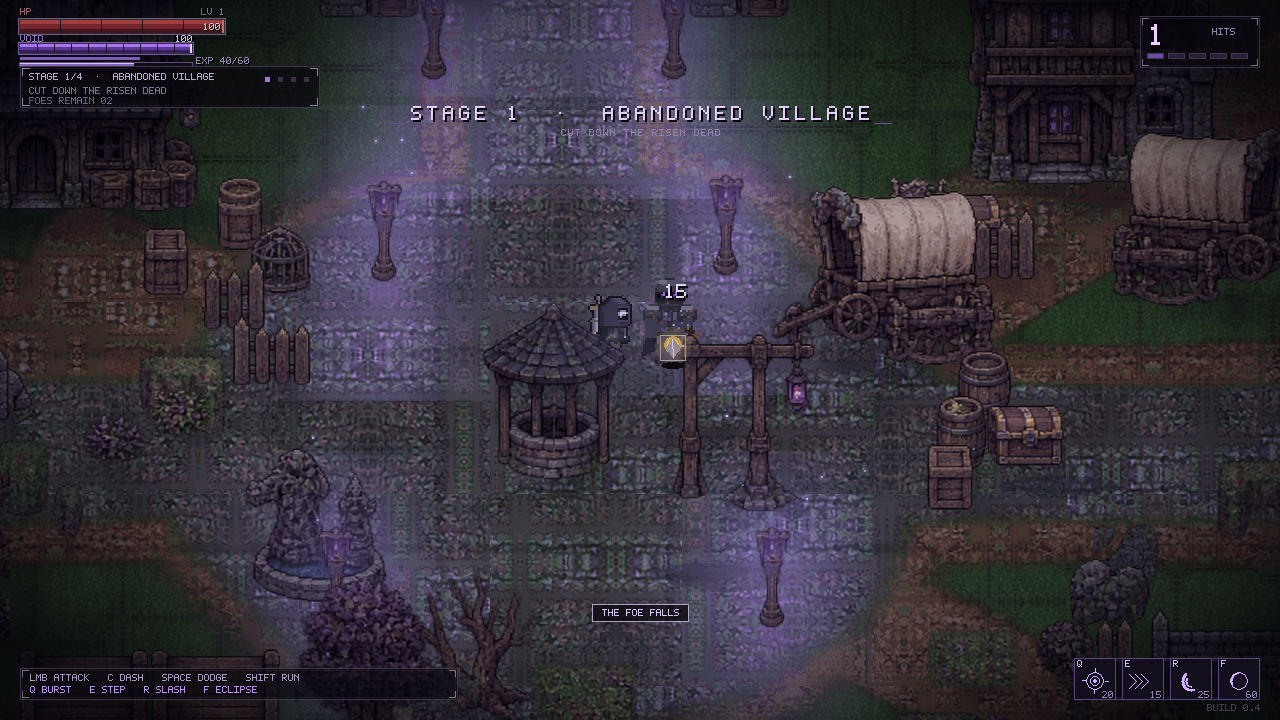 HP LV 1
100
VOID 100
EXP 40/60
STAGE 1/4 · ABANDONED VILLAGE
CUT DOWN THE RISEN DEAD
FOES REMAIN 02
1 HITS
STAGE 1 · ABANDONED VILLAGE_
CUT DOWN THE RISEN DEAD
15
THE FOE FALLS
LMB ATTACK C DASH SPACE DODGE SHIFT RUN
Q BURST E STEP R SLASH F ECLIPSE
Q E R F
20 15 25 60
BUILD 0.4